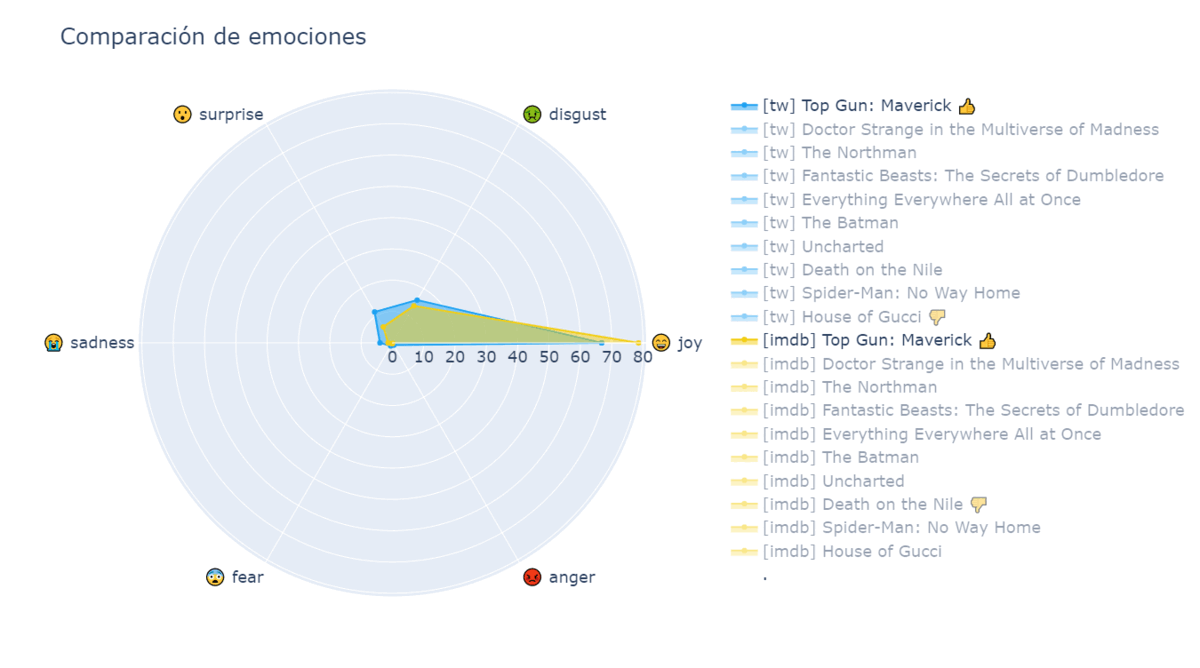 Comparación de emociones
surprise
disgust
sadness
joy
0 10 20 30 40 50 60 70 80
fear
anger
[tw] Top Gun: Maverick 👍
[tw] Doctor Strange in the Multiverse of Madness
[tw] The Northman
[tw] Fantastic Beasts: The Secrets of Dumbledore
[tw] Everything Everywhere All at Once
[tw] The Batman
[tw] Uncharted
[tw] Death on the Nile
[tw] Spider-Man: No Way Home
[tw] House of Gucci 👎
[imdb] Top Gun: Maverick 👍
[imdb] Doctor Strange in the Multiverse of Madness
[imdb] The Northman
[imdb] Fantastic Beasts: The Secrets of Dumbledore
[imdb] Everything Everywhere All at Once
[imdb] The Batman
[imdb] Uncharted
[imdb] Death on the Nile 👎
[imdb] Spider-Man: No Way Home
[imdb] House of Gucci
.